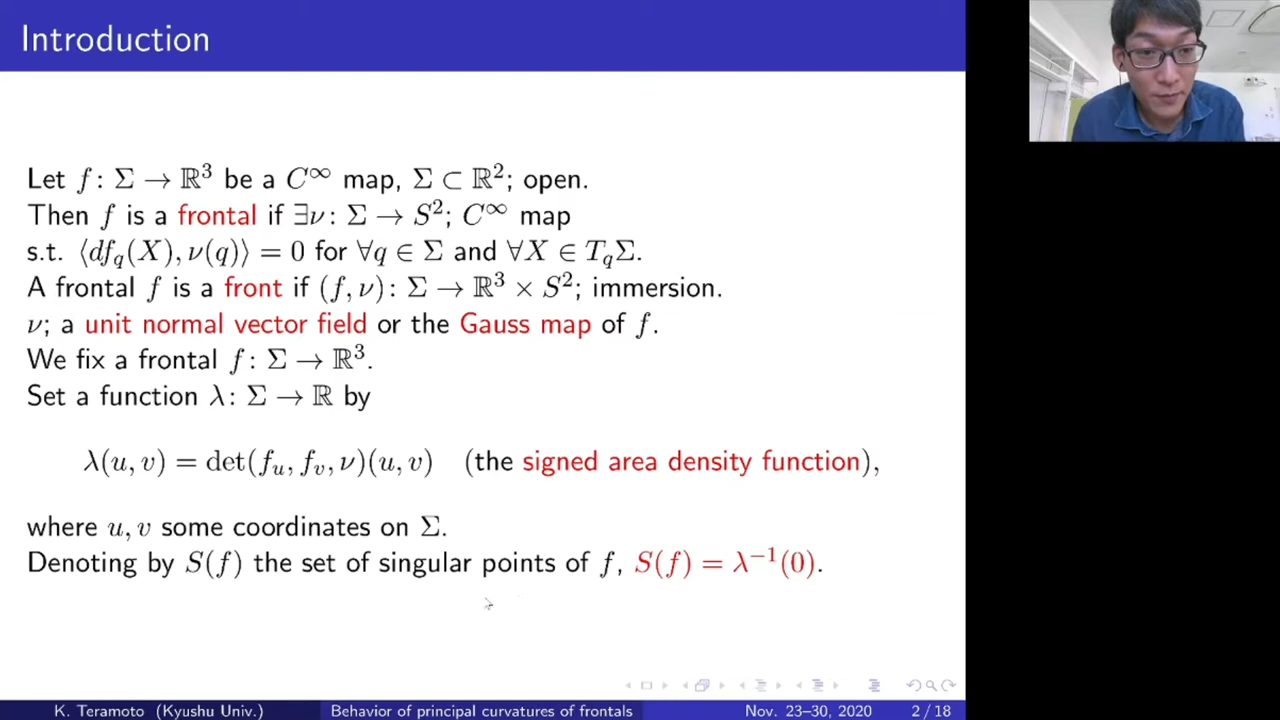 Introduction
Let f: Σ → ℝ³ be a C^∞ map, Σ ⊂ ℝ²; open.
Then f is a frontal if ∃ν: Σ → S²; C^∞ map
s.t. ⟨df_q(X), ν(q)⟩ = 0 for ∀q ∈ Σ and ∀X ∈ T_qΣ.
A frontal f is a front if (f, ν): Σ → ℝ³ × S²; immersion.
ν; a unit normal vector field or the Gauss map of f.
We fix a frontal f: Σ → ℝ³.
Set a function λ: Σ → ℝ by
λ(u, v) = det(f_u, f_v, ν)(u, v) (the signed area density function),
where u, v some coordinates on Σ.
Denoting by S(f) the set of singular points of f, S(f) = λ⁻¹(0).
K. Teramoto (Kyushu Univ.) Behavior of principal curvatures of frontals Nov. 23–30, 2020 2 / 18